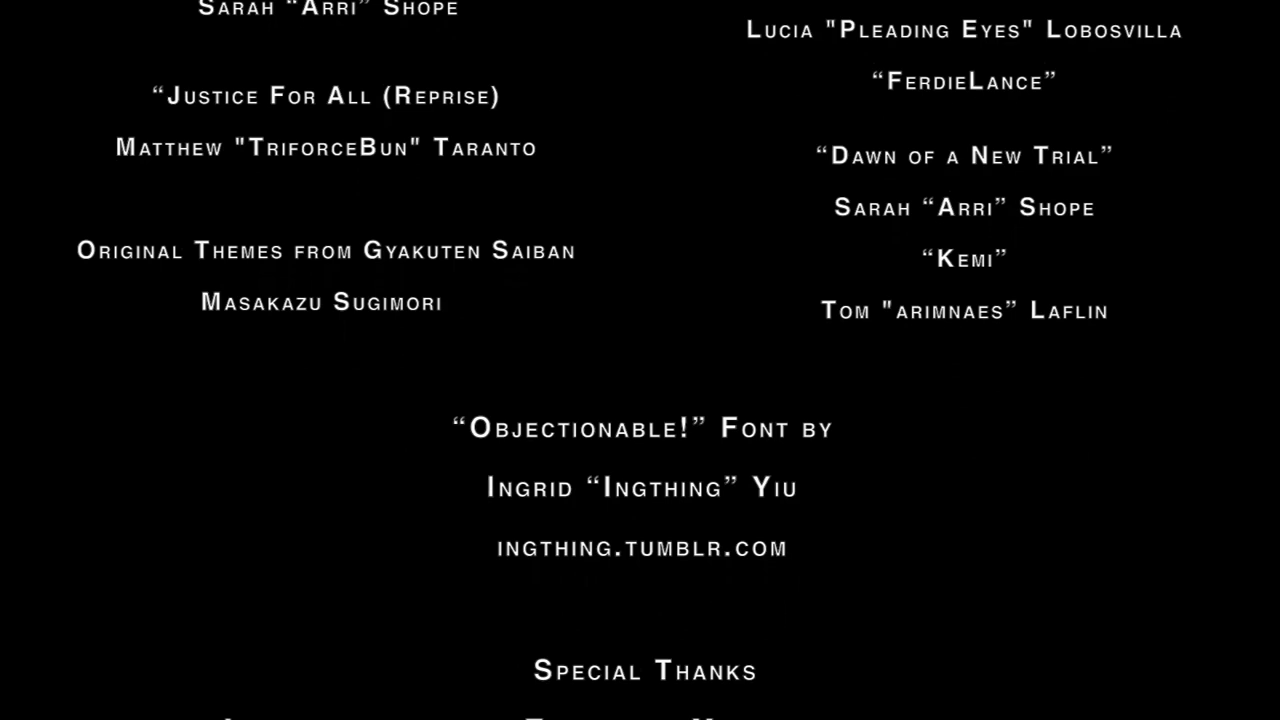 Sarah “Arri” Shope
“Justice For All (Reprise)
Matthew "TriforceBun" Taranto
Original Themes from Gyakuten Saiban
Masakazu Sugimori
Lucia "Pleading Eyes" Lobosvilla
“FerdieLance”
“Dawn of a New Trial”
Sarah “Arri” Shope
“Kemi”
Tom "arimnaes” Laflin
“Objectionable!” Font by
Ingrid “Ingthing” Yiu
ingthing.tumblr.com
Special Thanks